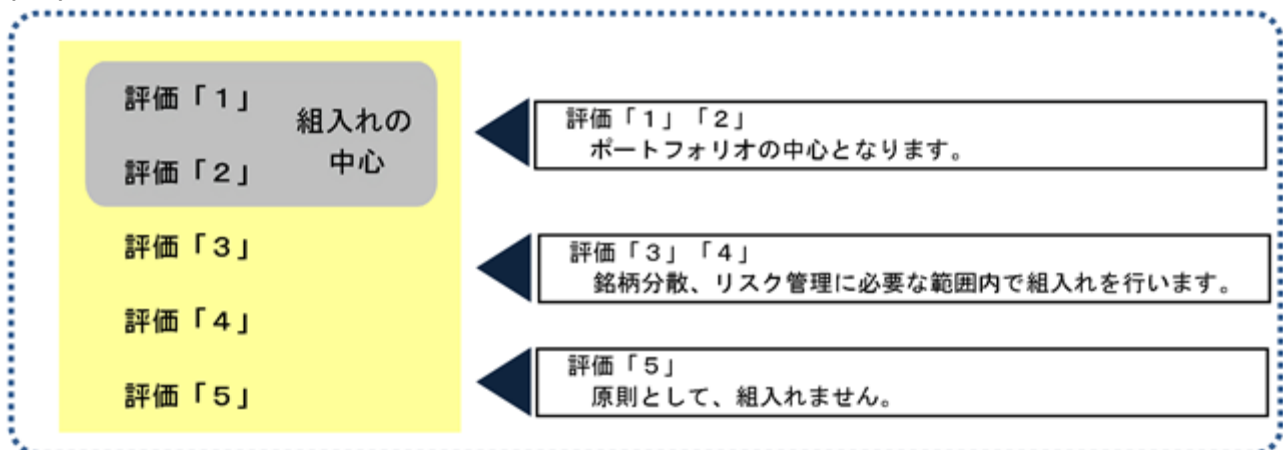 評価「１」
組入れの
中心
評価「２」
評価「３」
評価「４」
評価「５」
評価「１」「２」
ポートフォリオの中心となります。
評価「３」「４」
銘柄分散、リスク管理に必要な範囲内で組入れを行います。
評価「５」
原則として、組入れません。